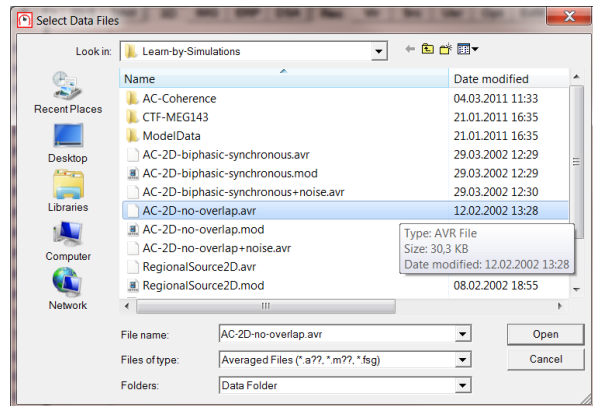 Select Data Files
Look in: Learn-by-Simulations
Name Date modified
AC-Coherence 04.03.2011 11:33
CTF-MEG143 21.01.2011 16:35
ModelData 21.01.2011 16:35
AC-2D-biphasic-synchronous.avr 29.03.2002 12:29
AC-2D-biphasic-synchronous.mod 29.03.2002 12:29
AC-2D-biphasic-synchronous+noise.avr 29.03.2002 12:30
AC-2D-no-overlap.avr 12.02.2002 13:28
AC-2D-no-overlap.mod
AC-2D-no-overlap+noise.avr
RegionalSource2D.avr
RegionalSource2D.mod 08.02.2002 18:55
Type: AVR File
Size: 30,3 KB
Date modified: 12.02.2002 13:28
Recent Places
Desktop
Libraries
Computer
Network
File name: AC-2D-no-overlap.avr Open
Files of type: Averaged Files (*.a??, *.m??, *.fsg) Cancel
Folders: Data Folder